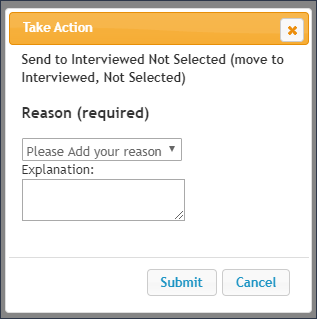 Take Action
Send to Interviewed Not Selected (move to
Interviewed, Not Selected)
Reason (required)
Please Add your reason
Explanation:
Submit
Cancel